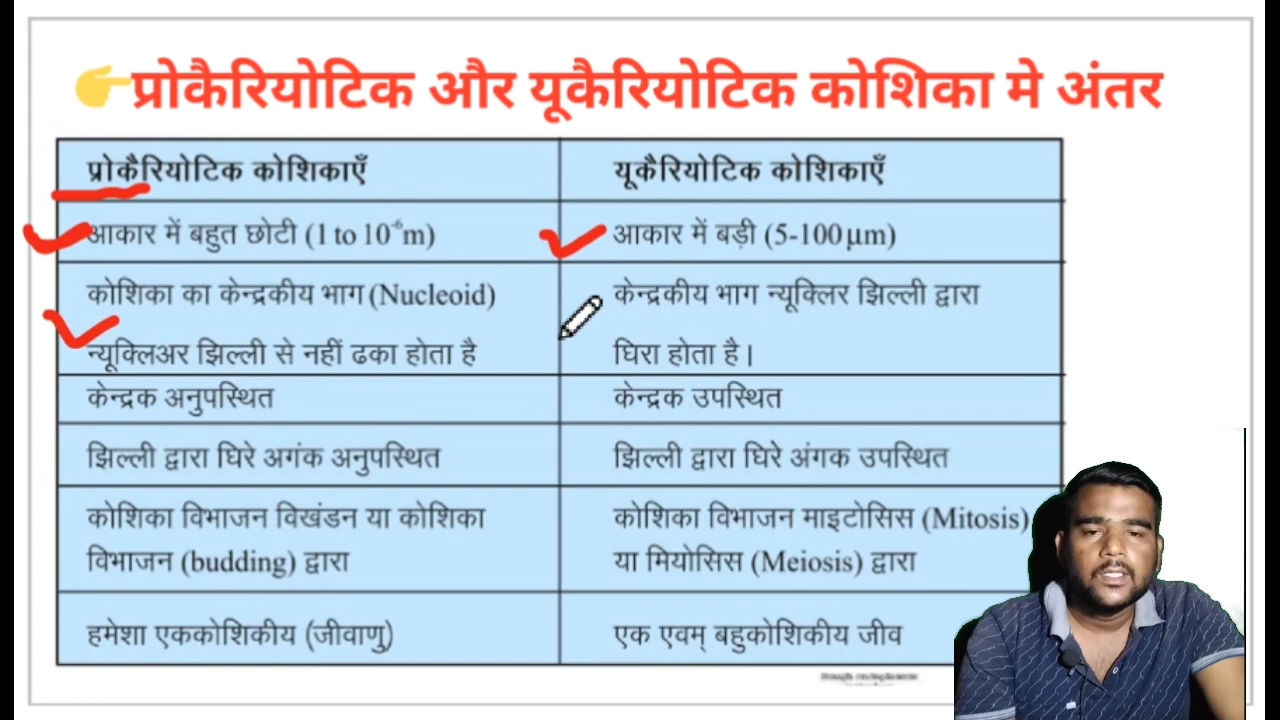 👉प्रोकैरियोटिक और यूकैरियोटिक कोशिका मे अंतर
प्रोकैरियोटिक कोशिकाएँ
यूकैरियोटिक कोशिकाएँ
आकार में बहुत छोटी (1 to 10⁻⁶m)
आकार में बड़ी (5-100 µm)
कोशिका का केन्द्रकीय भाग (Nucleoid)
न्यूक्लिअर झिल्ली से नहीं ढका होता है
केन्द्रकीय भाग न्यूक्लिर झिल्ली द्वारा
घिरा होता है।
केन्द्रक अनुपस्थित
केन्द्रक उपस्थित
झिल्ली द्वारा घिरे अगंक अनुपस्थित
झिल्ली द्वारा घिरे अंगक उपस्थित
कोशिका विभाजन विखंडन या कोशिका
विभाजन (budding) द्वारा
कोशिका विभाजन माइटोसिस (Mitosis)
या मियोसिस (Meiosis) द्वारा
हमेशा एककोशिकीय (जीवाणु)
एक एवम् बहुकोशिकीय जीव